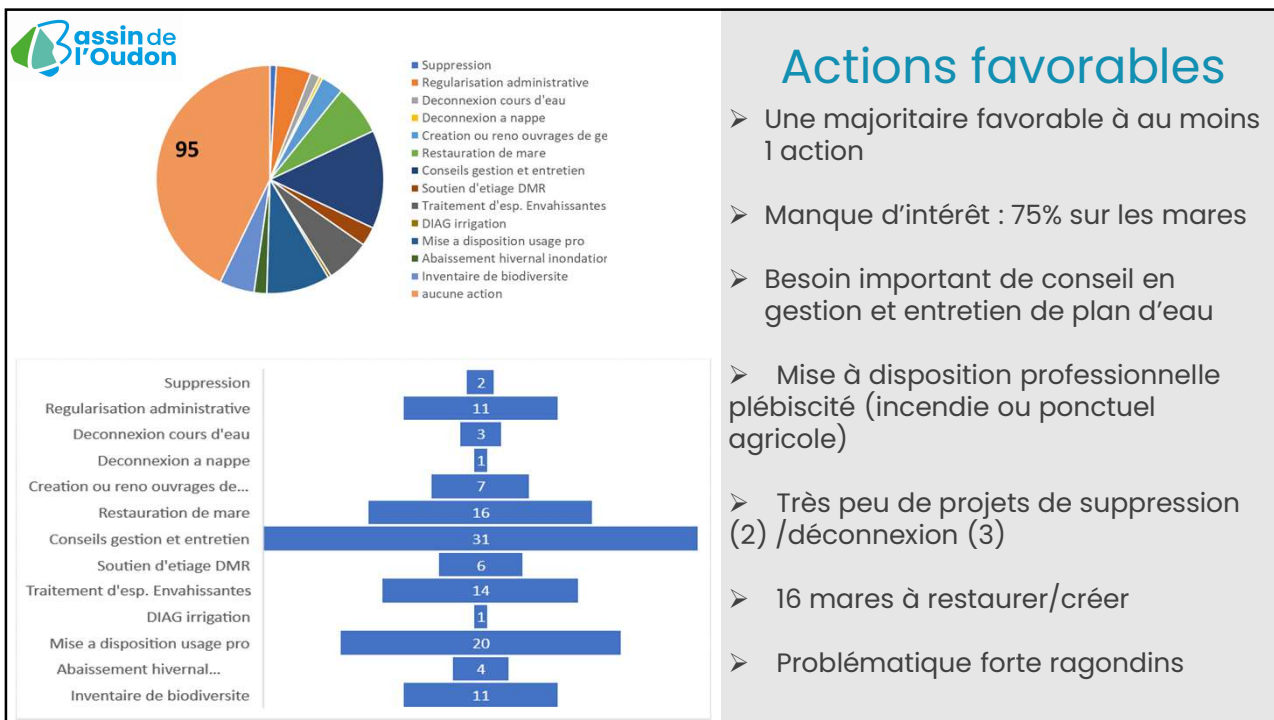 Bassin de
l'Oudon
95
Suppression
Regularisation administrative
Deconnexion cours d'eau
Deconnexion a nappe
Creation ou reno ouvrages de ge
Restauration de mare
Conseils gestion et entretien
Soutien d'etiage DMR
Traitement d'esp. Envahissantes
DIAG irrigation
Mise a disposition usage pro
Abaissement hivernal inondation
Inventaire de biodiversite
aucune action
Suppression 2
Regularisation administrative 11
Deconnexion cours d'eau 3
Deconnexion a nappe 1
Creation ou reno ouvrages de... 7
Restauration de mare 16
Conseils gestion et entretien 31
Soutien d'etiage DMR 6
Traitement d'esp. Envahissantes 14
DIAG irrigation 1
Mise a disposition usage pro 20
Abaissement hivernal... 4
Inventaire de biodiversite 11
Actions favorables
➢ Une majoritaire favorable à au moins
1 action
➢ Manque d'intérêt : 75% sur les mares
➢ Besoin important de conseil en
gestion et entretien de plan d'eau
➢ Mise à disposition professionnelle
plébiscité (incendie ou ponctuel
agricole)
➢ Très peu de projets de suppression
(2) /déconnexion (3)
➢ 16 mares à restaurer/créer
➢ Problématique forte ragondins